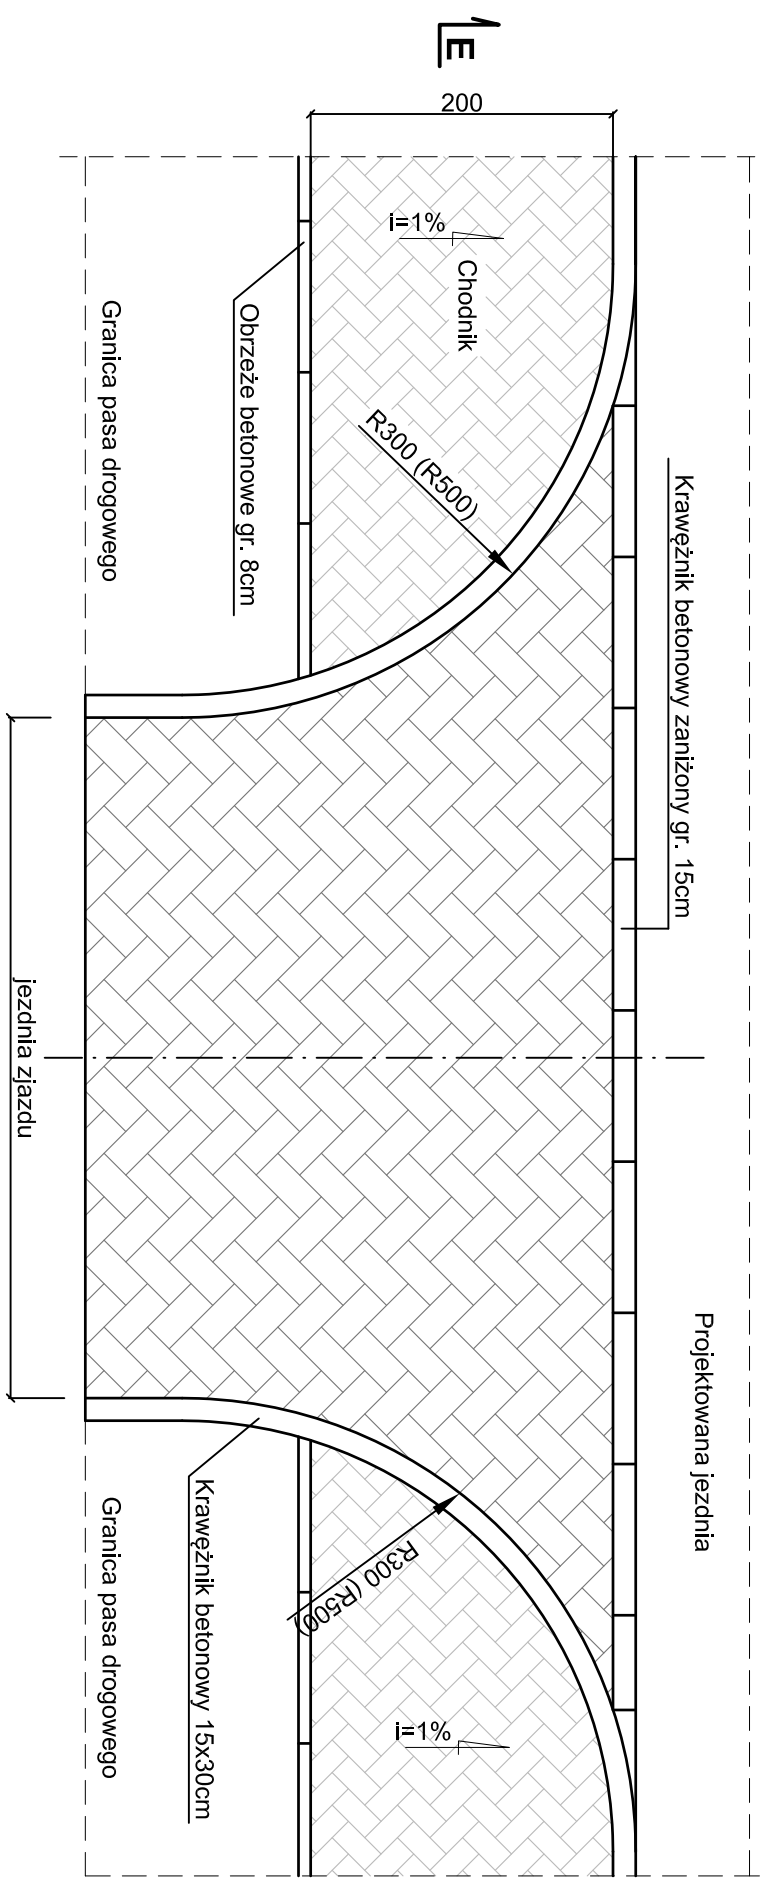 E
200
i=1%
Chodnik
R300 (R500)
Krawężnik betonowy zaniżony gr. 15cm
Obrzeże betonowe gr. 8cm
Granica pasa drogowego
jezdnia zjazdu
Projektowana jezdnia
R300 (R500)
Krawężnik betonowy 15x30cm
Granica pasa drogowego
i=1%